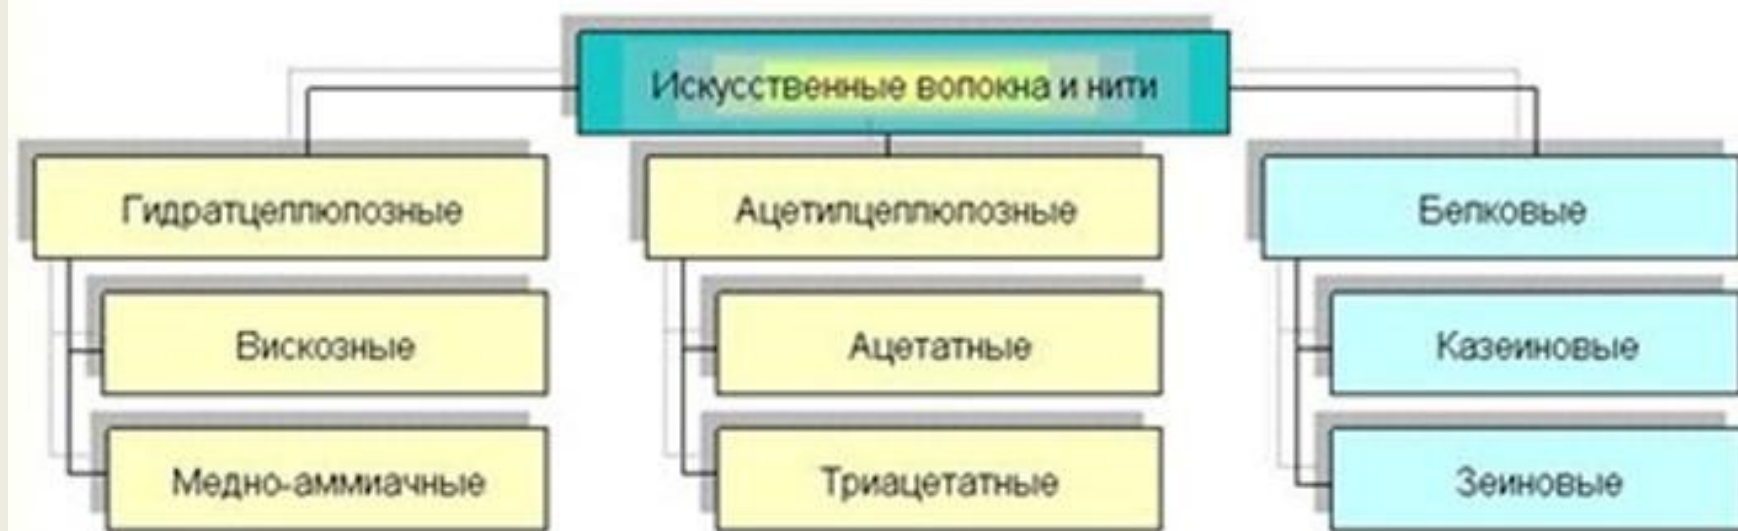 Искусственные волокна и нити
Гидратцеллюлозные
Ацетилцеллюлозные
Белковые
Вискозные
Ацетатные
Казеиновые
Медно-аммиачные
Триацетатные
Зеиновые